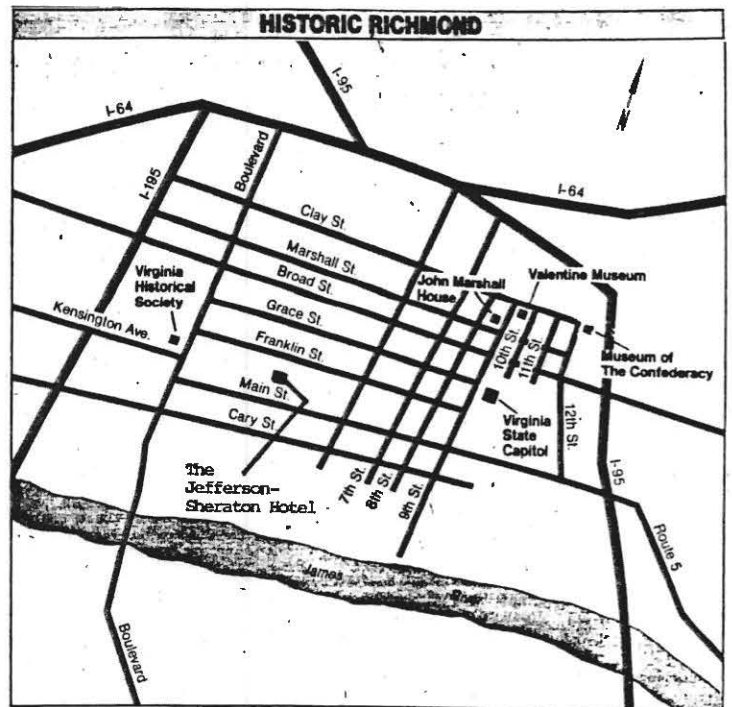 HISTORIC RICHMOND
I-95
I-64
I-64
Boulevard
I-195
Clay St.
Marshall St.
Broad St.
Virginia
Historical
Society
John Marshall
House
Valentine Museum
Grace St.
10th St.
11th St.
Kensington Ave.
Franklin St.
Museum of
The Confederacy
Main St.
Cary St.
Virginia
State
Capitol
12th St.
The
Jefferson-
Sheraton Hotel
7th St.
8th St.
9th St.
I-95
Route 5
James River
Boulevard